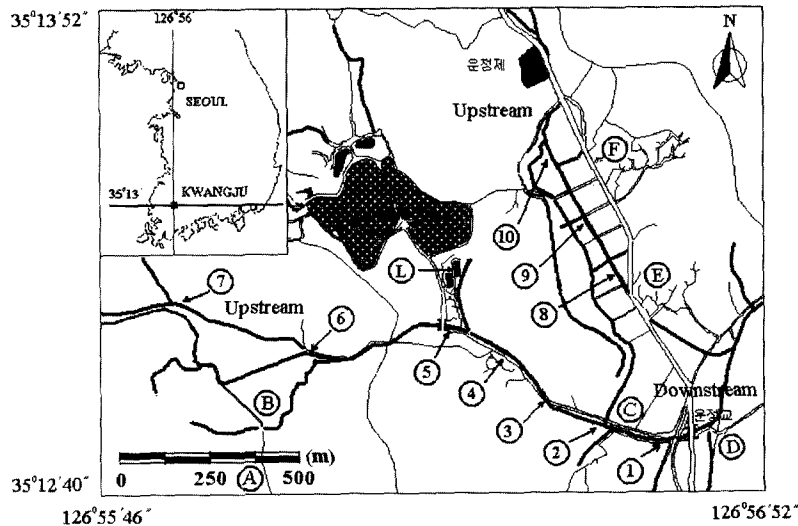 35°13′52″
126°56′
SEOUL
35°13′
KWANGJU
운정제
N
Upstream
F
10
9
L
E
8
7
Upstream
6
5
4
Downstream
B
3
C
운정교
2
1
D
0 250 500 (m)
A
35°12′40″
126°55′46″
126°56′52″